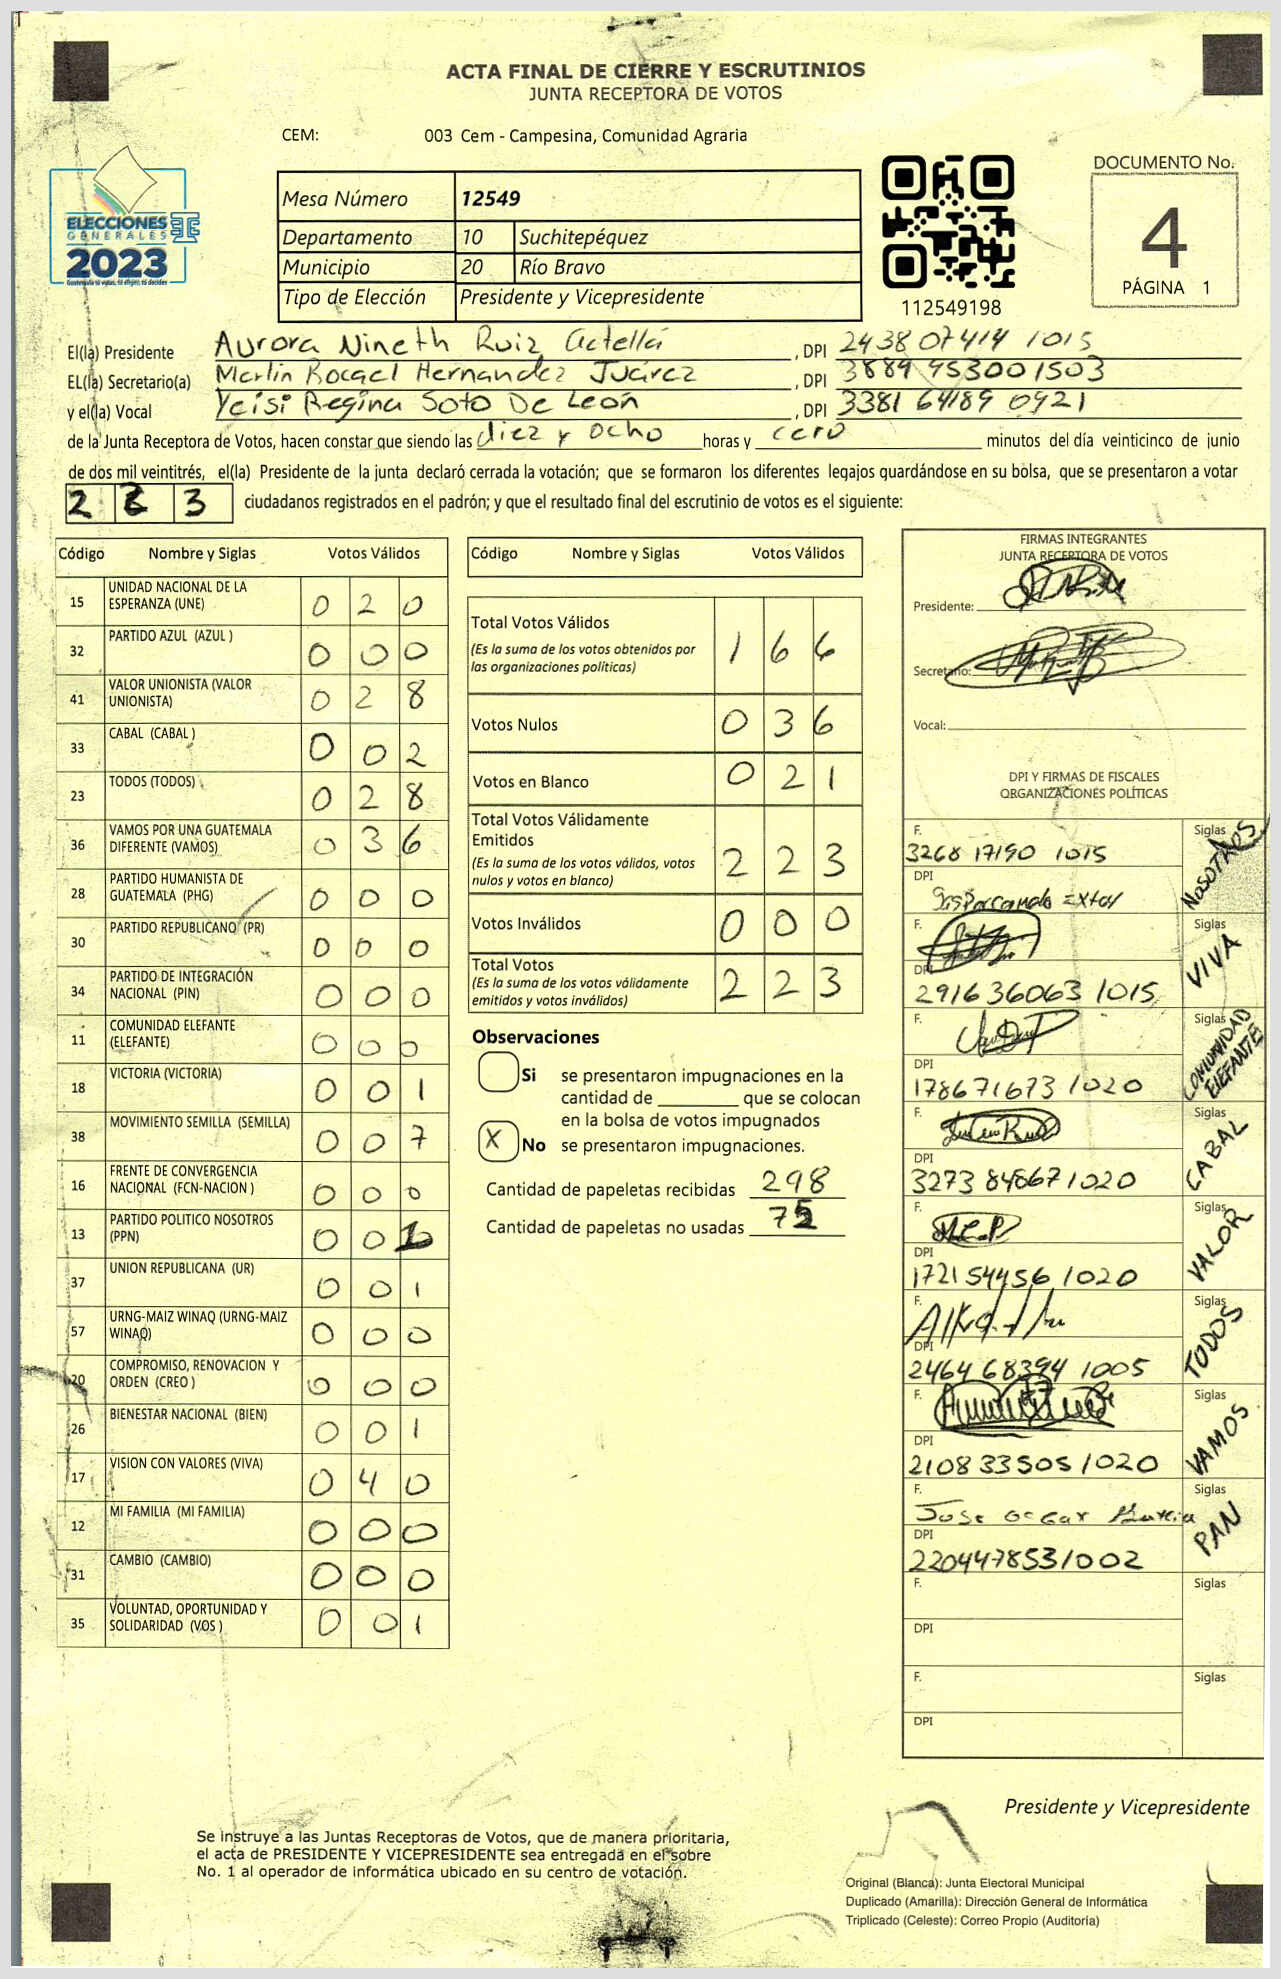 ACTA FINAL DE CIERRE Y ESCRUTINIOS
JUNTA RECEPTORA DE VOTOS
CEM: 003 Cem - Campesina, Comunidad Agraria
DOCUMENTO No.
4
PÁGINA 1
ELECCIONES
GENERALES
2023
Mesa Número 12549
Departamento 10 Suchitepéquez
Municipio 20 Río Bravo
Tipo de Elección Presidente y Vicepresidente
112549198
El(la) Presidente Aurora Nineth Ruiz , DPI 2438 07414 1015
EL(la) Secretario(a) Marlin Rocael Hernandez Juárez , DPI 3889 953001503
y el(la) Vocal Yeisi Regina Soto De León , DPI 3381 64189 0921
de la Junta Receptora de Votos, hacen constar que siendo las diez y ocho horas y cero minutos del día veinticinco de junio
de dos mil veintitrés, el(la) Presidente de la junta declaró cerrada la votación; que se formaron los diferentes legajos guardándose en su bolsa, que se presentaron a votar
2 2 3 ciudadanos registrados en el padrón; y que el resultado final del escrutinio de votos es el siguiente:
Código Nombre y Siglas Votos Válidos
15 UNIDAD NACIONAL DE LA ESPERANZA (UNE) 0 2 0
32 PARTIDO AZUL (AZUL ) 0 0 0
41 VALOR UNIONISTA (VALOR UNIONISTA) 0 2 8
33 CABAL (CABAL ) 0 0 2
23 TODOS (TODOS) 0 2 8
36 VAMOS POR UNA GUATEMALA DIFERENTE (VAMOS) 0 3 6
28 PARTIDO HUMANISTA DE GUATEMALA (PHG) 0 0 0
30 PARTIDO REPUBLICANO (PR) 0 0 0
34 PARTIDO DE INTEGRACIÓN NACIONAL (PIN) 0 0 0
11 COMUNIDAD ELEFANTE (ELEFANTE) 0 0 0
18 VICTORIA (VICTORIA) 0 0 1
38 MOVIMIENTO SEMILLA (SEMILLA) 0 0 7
16 FRENTE DE CONVERGENCIA NACIONAL (FCN-NACION ) 0 0 0
13 PARTIDO POLITICO NOSOTROS (PPN) 0 0 1
37 UNION REPUBLICANA (UR) 0 0 1
57 URNG-MAIZ WINAQ (URNG-MAIZ WINAQ) 0 0 0
20 COMPROMISO, RENOVACION Y ORDEN (CREO ) 0 0 0
26 BIENESTAR NACIONAL (BIEN) 0 0 1
17 VISION CON VALORES (VIVA) 0 4 0
12 MI FAMILIA (MI FAMILIA) 0 0 0
31 CAMBIO (CAMBIO) 0 0 0
35 VOLUNTAD, OPORTUNIDAD Y SOLIDARIDAD (VOS ) 0 0 1
Código Nombre y Siglas Votos Válidos
Total Votos Válidos 1 6 6
(Es la suma de los votos obtenidos por
las organizaciones políticas)
Votos Nulos 0 3 6
Votos en Blanco 0 2 1
Total Votos Válidamente
Emitidos 2 2 3
(Es la suma de los votos válidos, votos
nulos y votos en blanco)
Votos Inválidos 0 0 0
Total Votos 2 2 3
(Es la suma de los votos válidamente
emitidos y votos inválidos)
Observaciones
Si se presentaron impugnaciones en la
cantidad de ________ que se colocan
en la bolsa de votos impugnados
X No se presentaron impugnaciones.
Cantidad de papeletas recibidas 298
Cantidad de papeletas no usadas 75
FIRMAS INTEGRANTES
JUNTA RECEPTORA DE VOTOS
Presidente:
Secretario:
Vocal:
DPI Y FIRMAS DE FISCALES
ORGANIZACIONES POLÍTICAS
F. Siglas NOSOTROS
3268 17190 1015
DPI
F. Siglas VIVA
DPI
2916 36063 1015
F. Siglas COMUNIDAD ELEFANTE
DPI
178671673 1020
F. Siglas CABAL
DPI
3273 848671020
F. Siglas VALOR
DPI
172154456 1020
F. Siglas TODOS
DPI
2464 68394 1005
F. Siglas VAMOS
DPI
2108 33505 1020
F. Siglas PAN
Jose
DPI
2204478531002
F. Siglas
DPI
F. Siglas
DPI
Presidente y Vicepresidente
Se instruye a las Juntas Receptoras de Votos, que de manera prioritaria,
el acta de PRESIDENTE Y VICEPRESIDENTE sea entregada en el sobre
No. 1 al operador de informática ubicado en su centro de votación.
Original (Blanca): Junta Electoral Municipal
Duplicado (Amarilla): Dirección General de Informática
Triplicado (Celeste): Correo Propio (Auditoría)